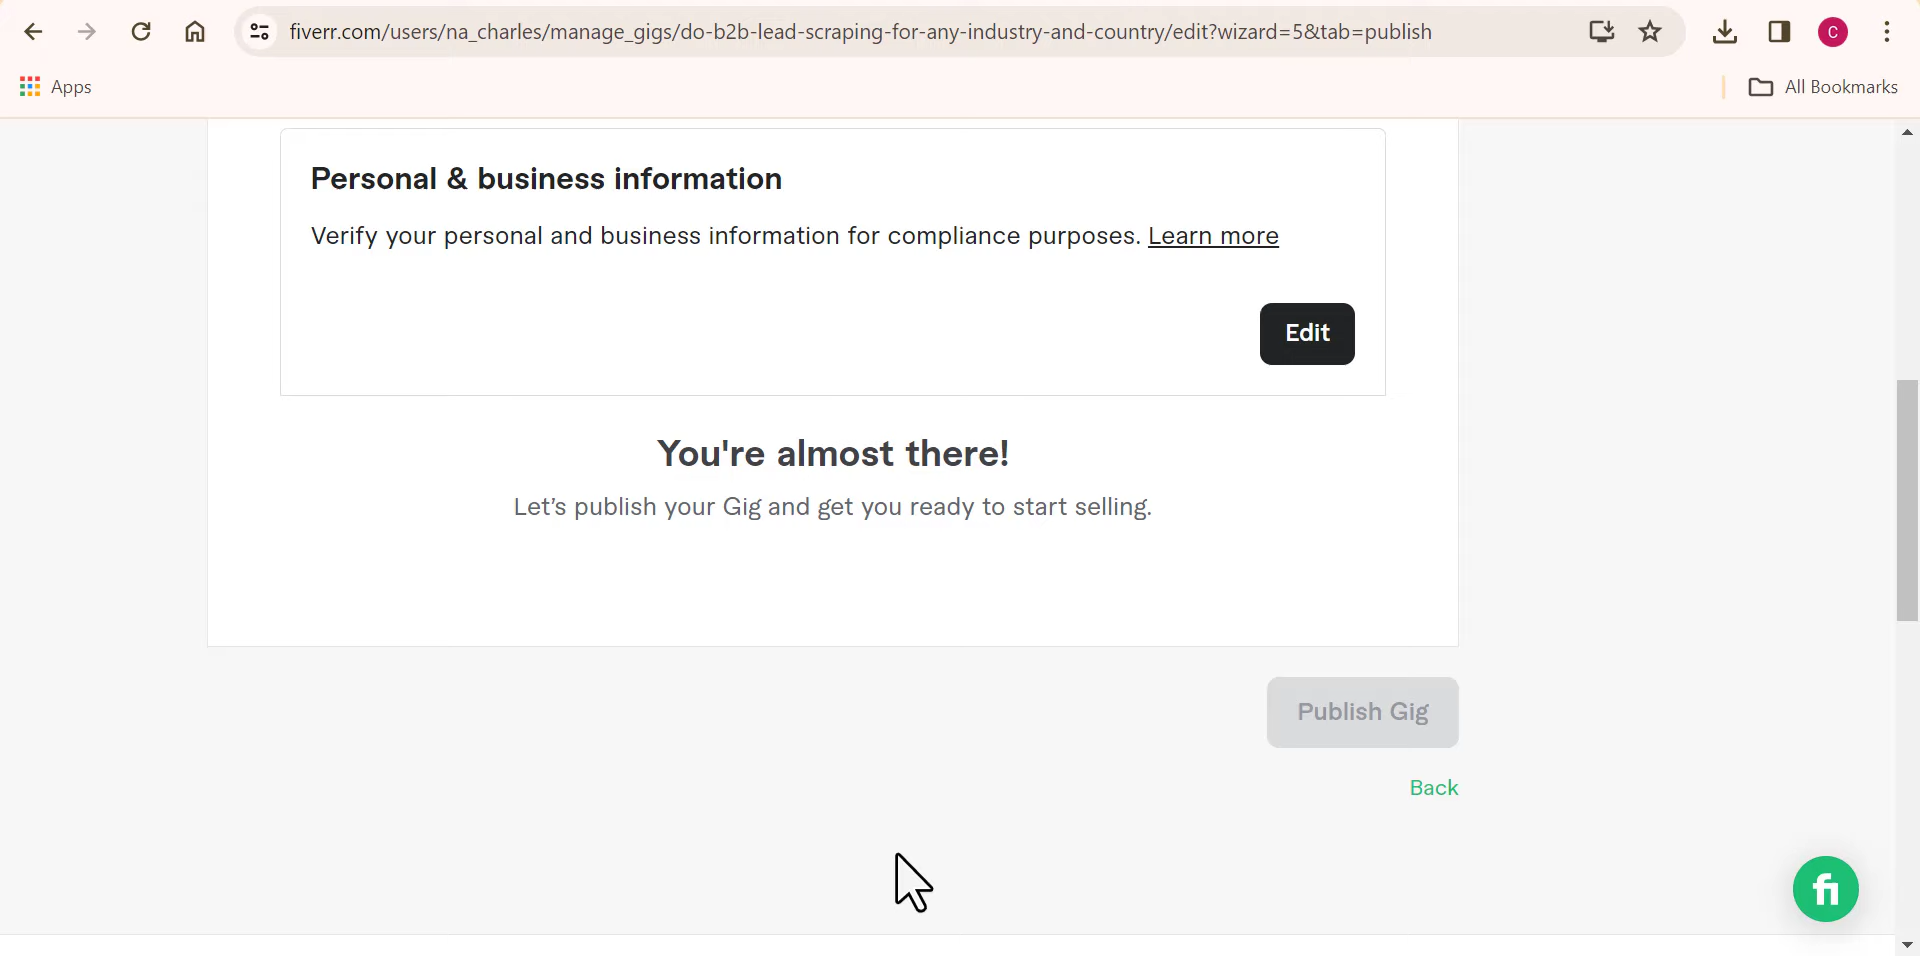 fiverr.com/users/na_charles/manage_gigs/do-b2b-lead-scraping-for-any-industry-and-country/edit?wizard=5&tab=publish
C
Apps
All Bookmarks
Personal & business information
Verify your personal and business information for compliance purposes. Learn more
Edit
You're almost there!
Let’s publish your Gig and get you ready to start selling.
Publish Gig
Back
fi